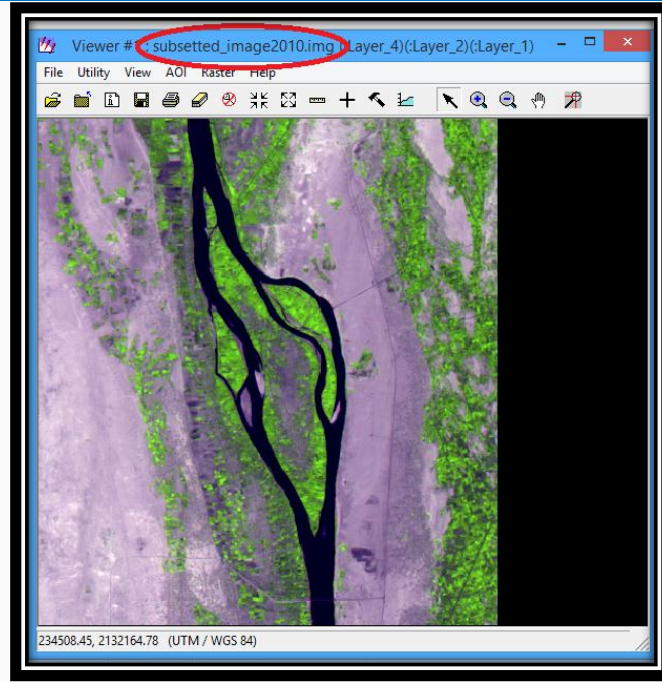 Viewer #1 : subsetted_image2010.img (:Layer_4)(:Layer_2)(:Layer_1)
File Utility View AOI Raster Help
234508.45, 2132164.78 (UTM / WGS 84)